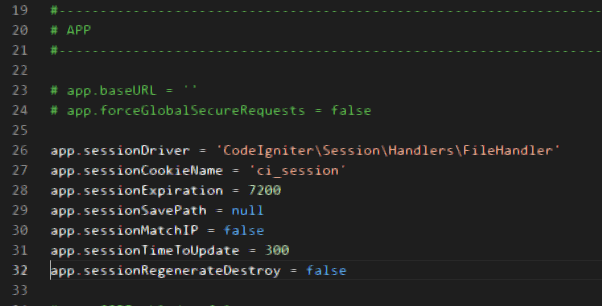 19 #-----------------------------------------------------------------
20 # APP
21 #-----------------------------------------------------------------
22
23 # app.baseURL = ''
24 # app.forceGlobalSecureRequests = false
25
26 app.sessionDriver = 'CodeIgniter\Session\Handlers\FileHandler'
27 app.sessionCookieName = 'ci_session'
28 app.sessionExpiration = 7200
29 app.sessionSavePath = null
30 app.sessionMatchIP = false
31 app.sessionTimeToUpdate = 300
32 app.sessionRegenerateDestroy = false
33